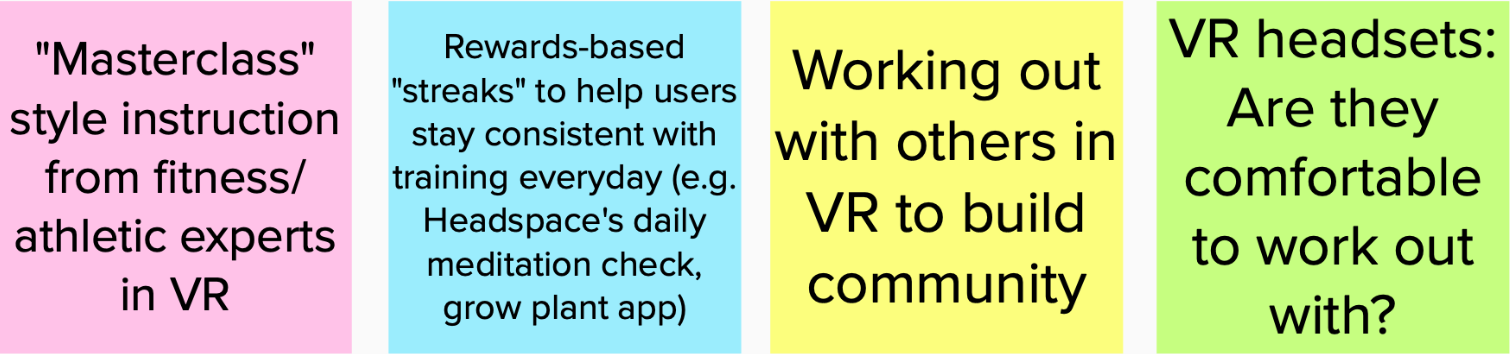 "Masterclass"
style instruction
from fitness/
athletic experts
in VR
Rewards-based
"streaks" to help users
stay consistent with
training everyday (e.g.
Headspace's daily
meditation check,
grow plant app)
Working out
with others in
VR to build
community
VR headsets:
Are they
comfortable
to work out
with?